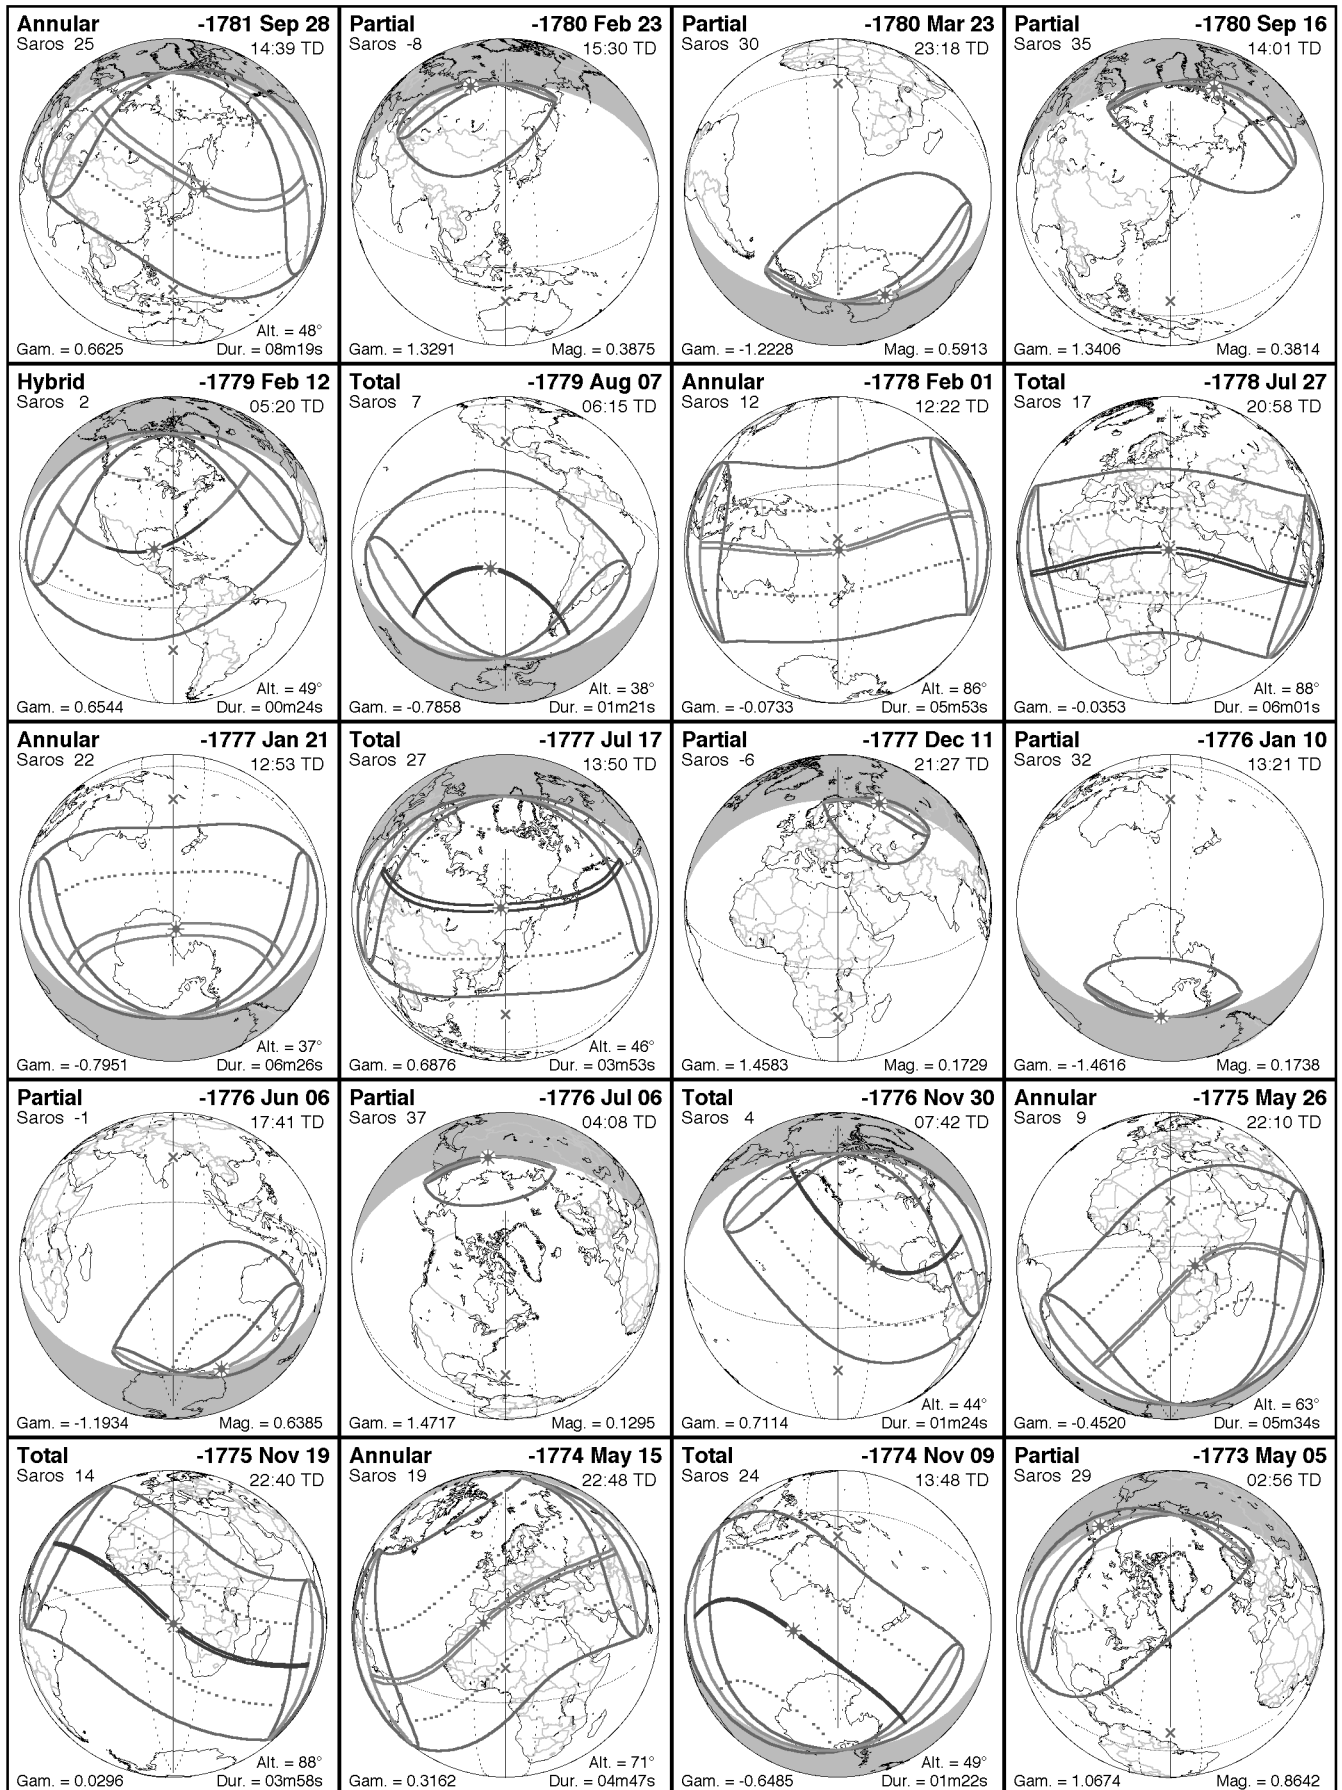 Annular -1781 Sep 28
Saros 25 14:39 TD
Alt. = 48°
Gam. = 0.6625 Dur. = 08m19s
Partial -1780 Feb 23
Saros -8 15:30 TD
Gam. = 1.3291 Mag. = 0.3875
Partial -1780 Mar 23
Saros 30 23:18 TD
Gam. = -1.2228 Mag. = 0.5913
Partial -1780 Sep 16
Saros 35 14:01 TD
Gam. = 1.3406 Mag. = 0.3814
Hybrid -1779 Feb 12
Saros 2 05:20 TD
Alt. = 49°
Gam. = 0.6544 Dur. = 00m24s
Total -1779 Aug 07
Saros 7 06:15 TD
Alt. = 38°
Gam. = -0.7858 Dur. = 01m21s
Annular -1778 Feb 01
Saros 12 12:22 TD
Alt. = 86°
Gam. = -0.0733 Dur. = 05m53s
Total -1778 Jul 27
Saros 17 20:58 TD
Alt. = 88°
Gam. = -0.0353 Dur. = 06m01s
Annular -1777 Jan 21
Saros 22 12:53 TD
Alt. = 37°
Gam. = -0.7951 Dur. = 06m26s
Total -1777 Jul 17
Saros 27 13:50 TD
Alt. = 46°
Gam. = 0.6876 Dur. = 03m53s
Partial -1777 Dec 11
Saros -6 21:27 TD
Gam. = 1.4583 Mag. = 0.1729
Partial -1776 Jan 10
Saros 32 13:21 TD
Gam. = -1.4616 Mag. = 0.1738
Partial -1776 Jun 06
Saros -1 17:41 TD
Gam. = -1.1934 Mag. = 0.6385
Partial -1776 Jul 06
Saros 37 04:08 TD
Gam. = 1.4717 Mag. = 0.1295
Total -1776 Nov 30
Saros 4 07:42 TD
Alt. = 44°
Gam. = 0.7114 Dur. = 01m24s
Annular -1775 May 26
Saros 9 22:10 TD
Alt. = 63°
Gam. = -0.4520 Dur. = 05m34s
Total -1775 Nov 19
Saros 14 22:40 TD
Alt. = 88°
Gam. = 0.0296 Dur. = 03m58s
Annular -1774 May 15
Saros 19 22:48 TD
Alt. = 71°
Gam. = 0.3162 Dur. = 04m47s
Total -1774 Nov 09
Saros 24 13:48 TD
Alt. = 49°
Gam. = -0.6485 Dur. = 01m22s
Partial -1773 May 05
Saros 29 02:56 TD
Gam. = 1.0674 Mag. = 0.8642